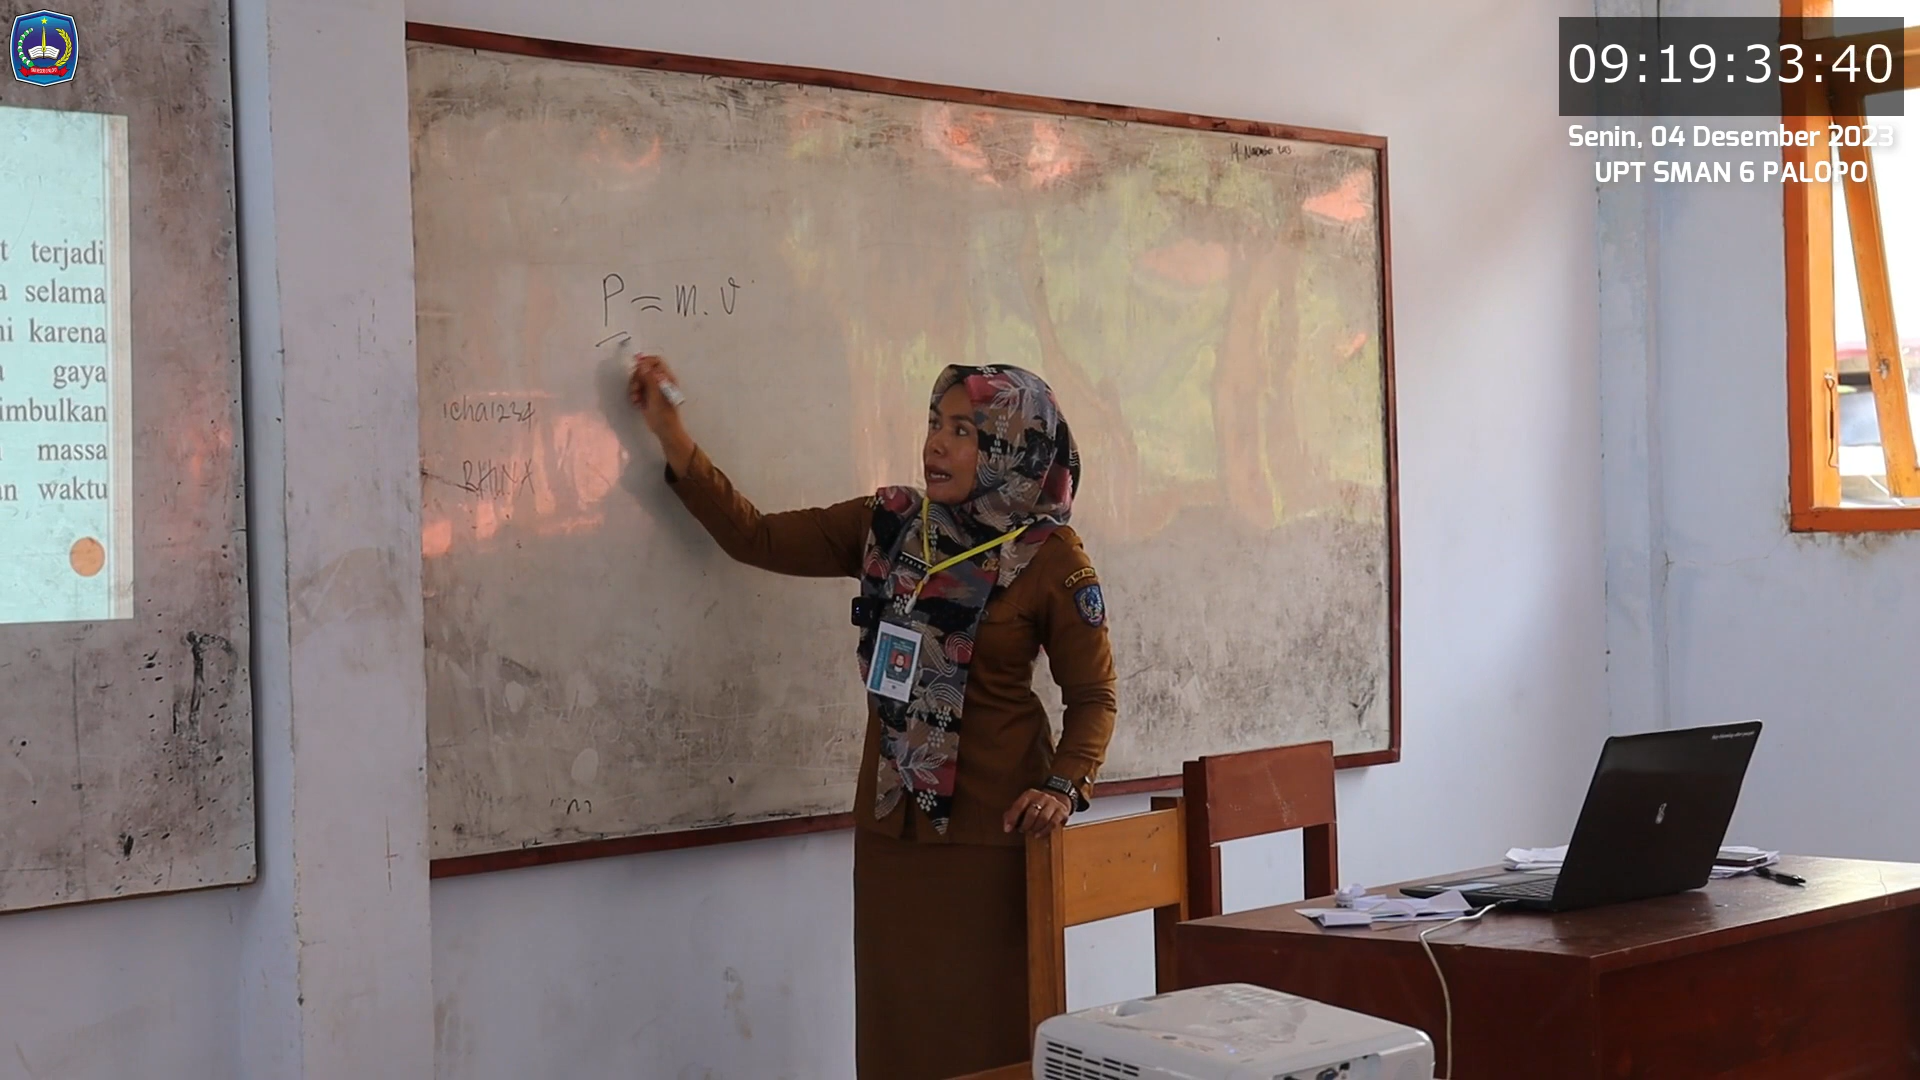 09:19:33:40
Senin, 04 Desember 2023
UPT SMAN 6 PALOPO
terjadi
selama
karena
gaya
imbulkan
massa
waktu
P = m. v
icha1234